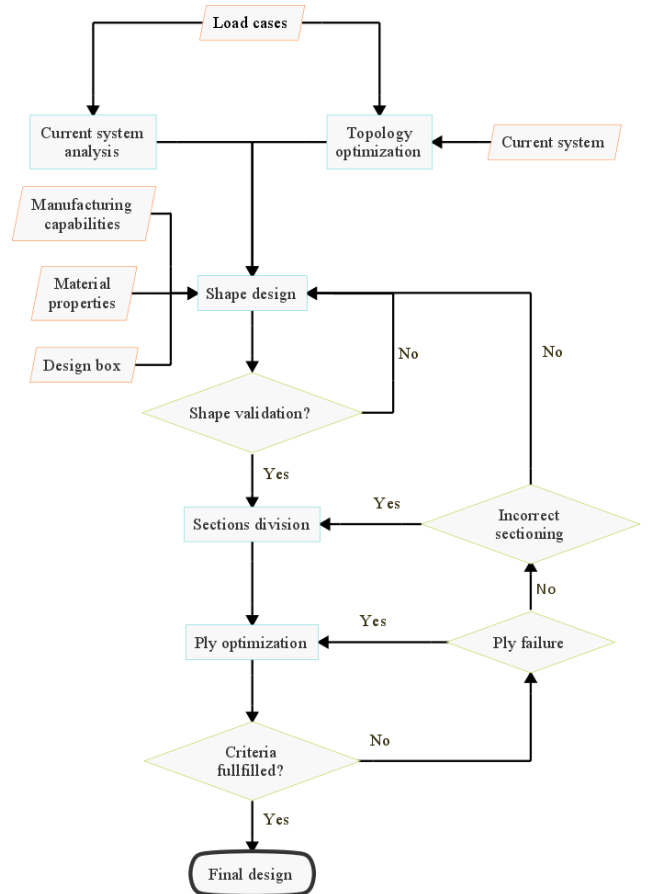 Load cases
Current system
analysis
Topology
optimization
Current system
Manufacturing
capabilities
Material
properties
Design box
Shape design
No
No
Shape validation?
Yes
Sections division
Yes
Incorrect
sectioning
No
Ply optimization
Yes
Ply failure
Criteria
fullfilled?
No
Yes
Final design